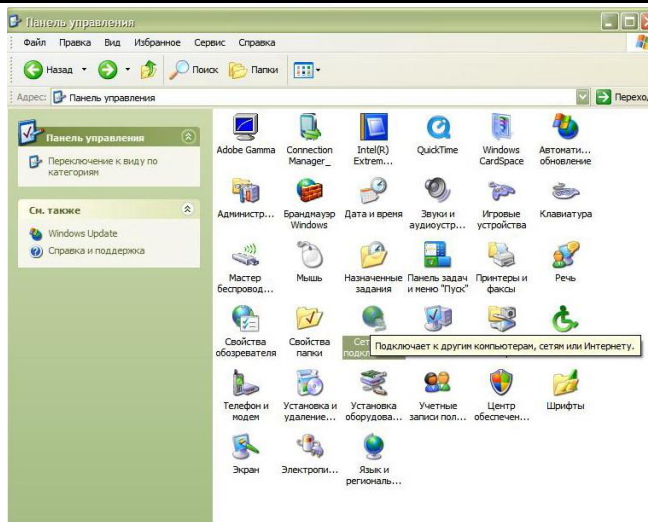 Панель управления
Файл Правка Вид Избранное Сервис Справка
Назад Поиск Папки
Адрес: Панель управления Переход
Панель управления
Переключение к виду по
категориям
См. также
Windows Update
Справка и поддержка
Adobe Gamma Connection Intel(R) QuickTime Windows Автомати...
Manager_ Extrem... CardSpace обновление
Администр... Брандмауэр Дата и время Звуки и Игровые Клавиатура
Windows аудиоустр... устройства
Мастер Мышь Назначенные Панель задач Принтеры и Речь
беспровод... задания и меню "Пуск" факсы
Свойства Свойства Сет
обозревателя папки подкл
Подключает к другим компьютерам, сетям или Интернету.
Телефон и Установка и Установка Учетные Центр Шрифты
модем удаление... оборудова... записи пол... обеспечен...
Экран Электропи... Язык и
региональ...